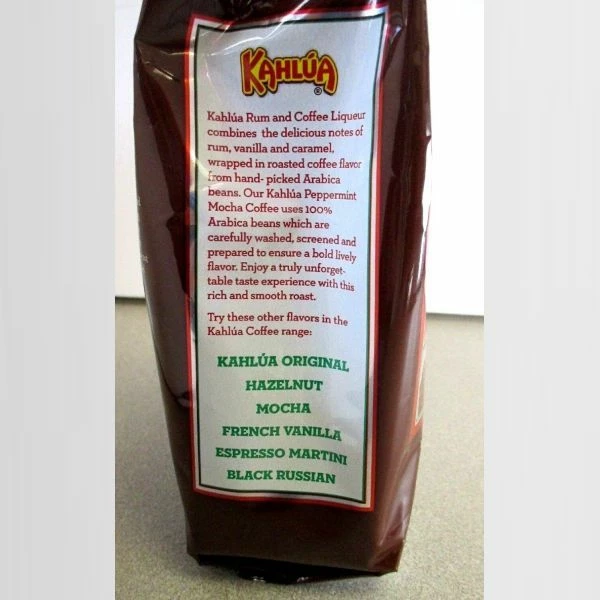 KAHLÚA
®
Kahlúa Rum and Coffee Liqueur
combines the delicious notes of
rum, vanilla and caramel,
wrapped in roasted coffee flavor
from hand- picked Arabica
beans. Our Kahlúa Peppermint
Mocha Coffee uses 100%
Arabica beans which are
carefully washed, screened and
prepared to ensure a bold lively
flavor. Enjoy a truly unforget-
table taste experience with this
rich and smooth roast.
Try these other flavors in the
Kahlúa Coffee range:
KAHLÚA ORIGINAL
HAZELNUT
MOCHA
FRENCH VANILLA
ESPRESSO MARTINI
BLACK RUSSIAN